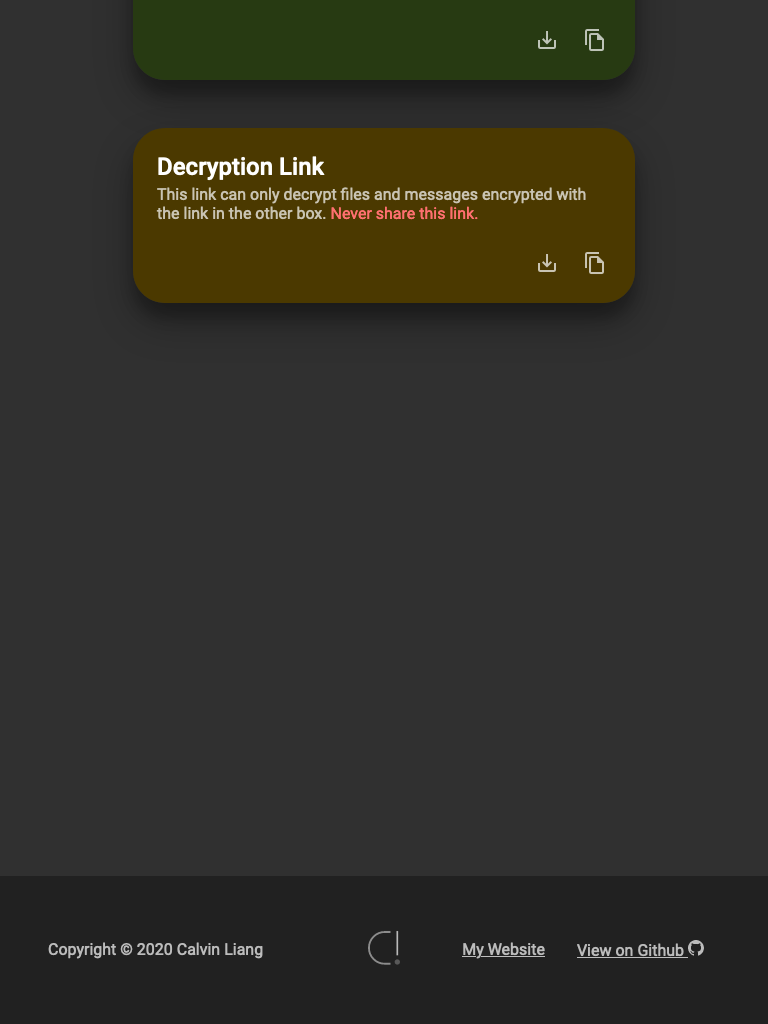 Decryption Link
This link can only decrypt files and messages encrypted with
the link in the other box. Never share this link.
Copyright © 2020 Calvin Liang
My Website
View on Github